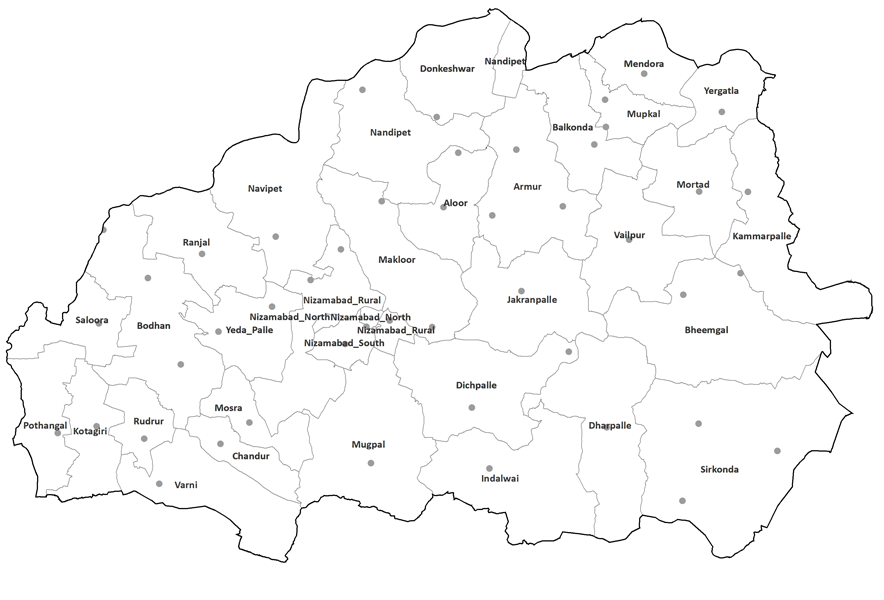 Nandipet
Donkeshwar
Mendora
Yergatla
Mupkal
Balkonda
Nandipet
Navipet
Armur
Mortad
Aloor
Vailpur
Kammarpalle
Ranjal
Makloor
Nizamabad_Rural
Jakranpalle
Nizamabad_North
Nizamabad_North
Saloora
Bodhan
Yeda_Palle
Nizamabad_Rural
Bheemgal
Nizamabad_South
Dichpalle
Mosra
Rudrur
Pothangal
Kotagiri
Dharpalle
Mugpal
Chandur
Sirkonda
Indalwai
Varni